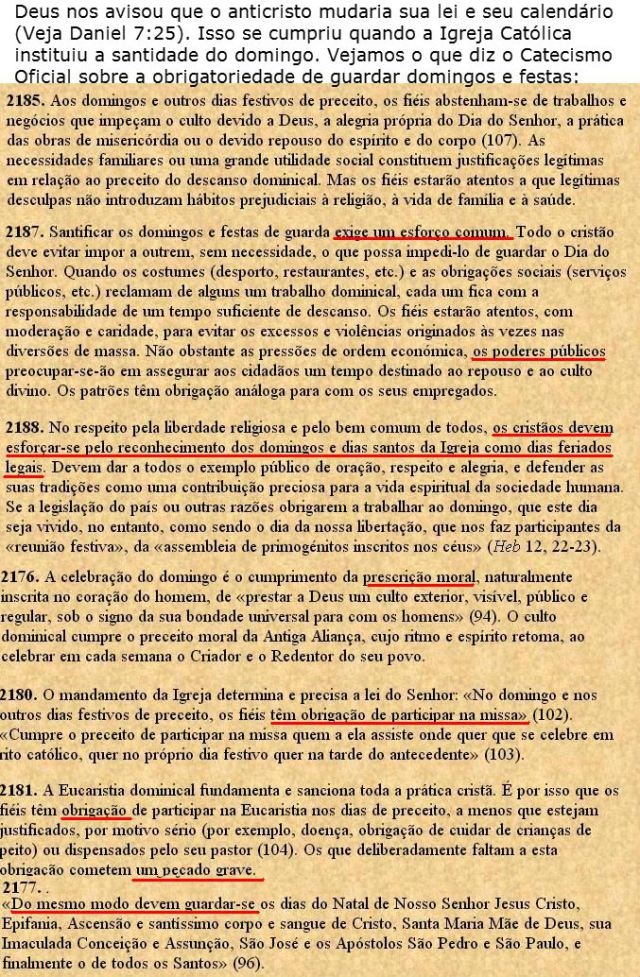 Deus nos avisou que o anticristo mudaria sua lei e seu calendário
(Veja Daniel 7:25). Isso se cumpriu quando a Igreja Católica
instituiu a santidade do domingo. Vejamos o que diz o Catecismo
Oficial sobre a obrigatoriedade de guardar domingos e festas:
2185. Aos domingos e outros dias festivos de preceito, os fiéis abstenham-se de trabalhos e
negócios que impeçam o culto devido a Deus, a alegria própria do Dia do Senhor, a prática
das obras de misericórdia ou o devido repouso do espírito e do corpo (107). As
necessidades familiares ou uma grande utilidade social constituem justificações legítimas
em relação ao preceito do descanso dominical. Mas os fiéis estarão atentos a que legítimas
desculpas não introduzam hábitos prejudiciais à religião, à vida de família e à saúde.
2187. Santificar os domingos e festas de guarda exige um esforço comum. Todo o cristão
deve evitar impor a outrem, sem necessidade, o que possa impedi-lo de guardar o Dia do
Senhor. Quando os costumes (desporto, restaurantes, etc.) e as obrigações sociais (serviços
públicos, etc.) reclamam de alguns um trabalho dominical, cada um fica com a
responsabilidade de um tempo suficiente de descanso. Os fiéis estarão atentos, com
moderação e caridade, para evitar os excessos e violências originados às vezes nas
diversões de massa. Não obstante as pressões de ordem económica, os poderes públicos
preocupar-se-ão em assegurar aos cidadãos um tempo destinado ao repouso e ao culto
divino. Os patrões têm obrigação análoga para com os seus empregados.
2188. No respeito pela liberdade religiosa e pelo bem comum de todos, os cristãos devem
esforçar-se pelo reconhecimento dos domingos e dias santos da Igreja como dias feriados
legais. Devem dar a todos o exemplo público de oração, respeito e alegria, e defender as
suas tradições como uma contribuição preciosa para a vida espiritual da sociedade humana.
Se a legislação do país ou outras razões obrigarem a trabalhar ao domingo, que este dia
seja vivido, no entanto, como sendo o dia da nossa libertação, que nos faz participantes da
«reunião festiva», da «assembleia de primogénitos inscritos nos céus» (Heb 12, 22-23).
2176. A celebração do domingo é o cumprimento da prescrição moral, naturalmente
inscrita no coração do homem, de «prestar a Deus um culto exterior, visível, público e
regular, sob o signo da sua bondade universal para com os homens» (94). O culto
dominical cumpre o preceito moral da Antiga Aliança, cujo ritmo e espírito retoma, ao
celebrar em cada semana o Criador e o Redentor do seu povo.
2180. O mandamento da Igreja determina e precisa a lei do Senhor: «No domingo e nos
outros dias festivos de preceito, os fiéis têm obrigação de participar na missa» (102).
«Cumpre o preceito de participar na missa quem a ela assiste onde quer que se celebre em
rito católico, quer no próprio dia festivo quer na tarde do antecedente» (103).
2181. A Eucaristia dominical fundamenta e sanciona toda a prática cristã. É por isso que os
fiéis têm obrigação de participar na Eucaristia nos dias de preceito, a menos que estejam
justificados, por motivo sério (por exemplo, doença, obrigação de cuidar de crianças de
peito) ou dispensados pelo seu pastor (104). Os que deliberadamente faltam a esta
obrigação cometem um pecado grave.
2177. .
«Do mesmo modo devem guardar-se os dias do Natal de Nosso Senhor Jesus Cristo,
Epifania, Ascensão e santíssimo corpo e sangue de Cristo, Santa Maria Mãe de Deus, sua
Imaculada Conceição e Assunção, São José e os Apóstolos São Pedro e São Paulo, e
finalmente o de todos os Santos» (96).